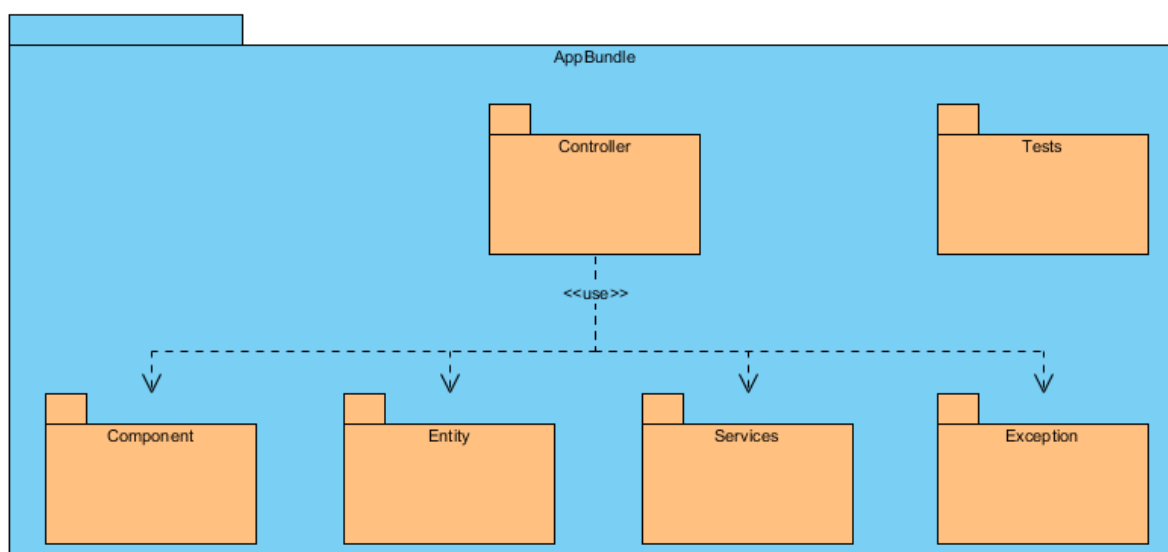 AppBundle
Controller
Tests
<<use>>
Component
Entity
Services
Exception